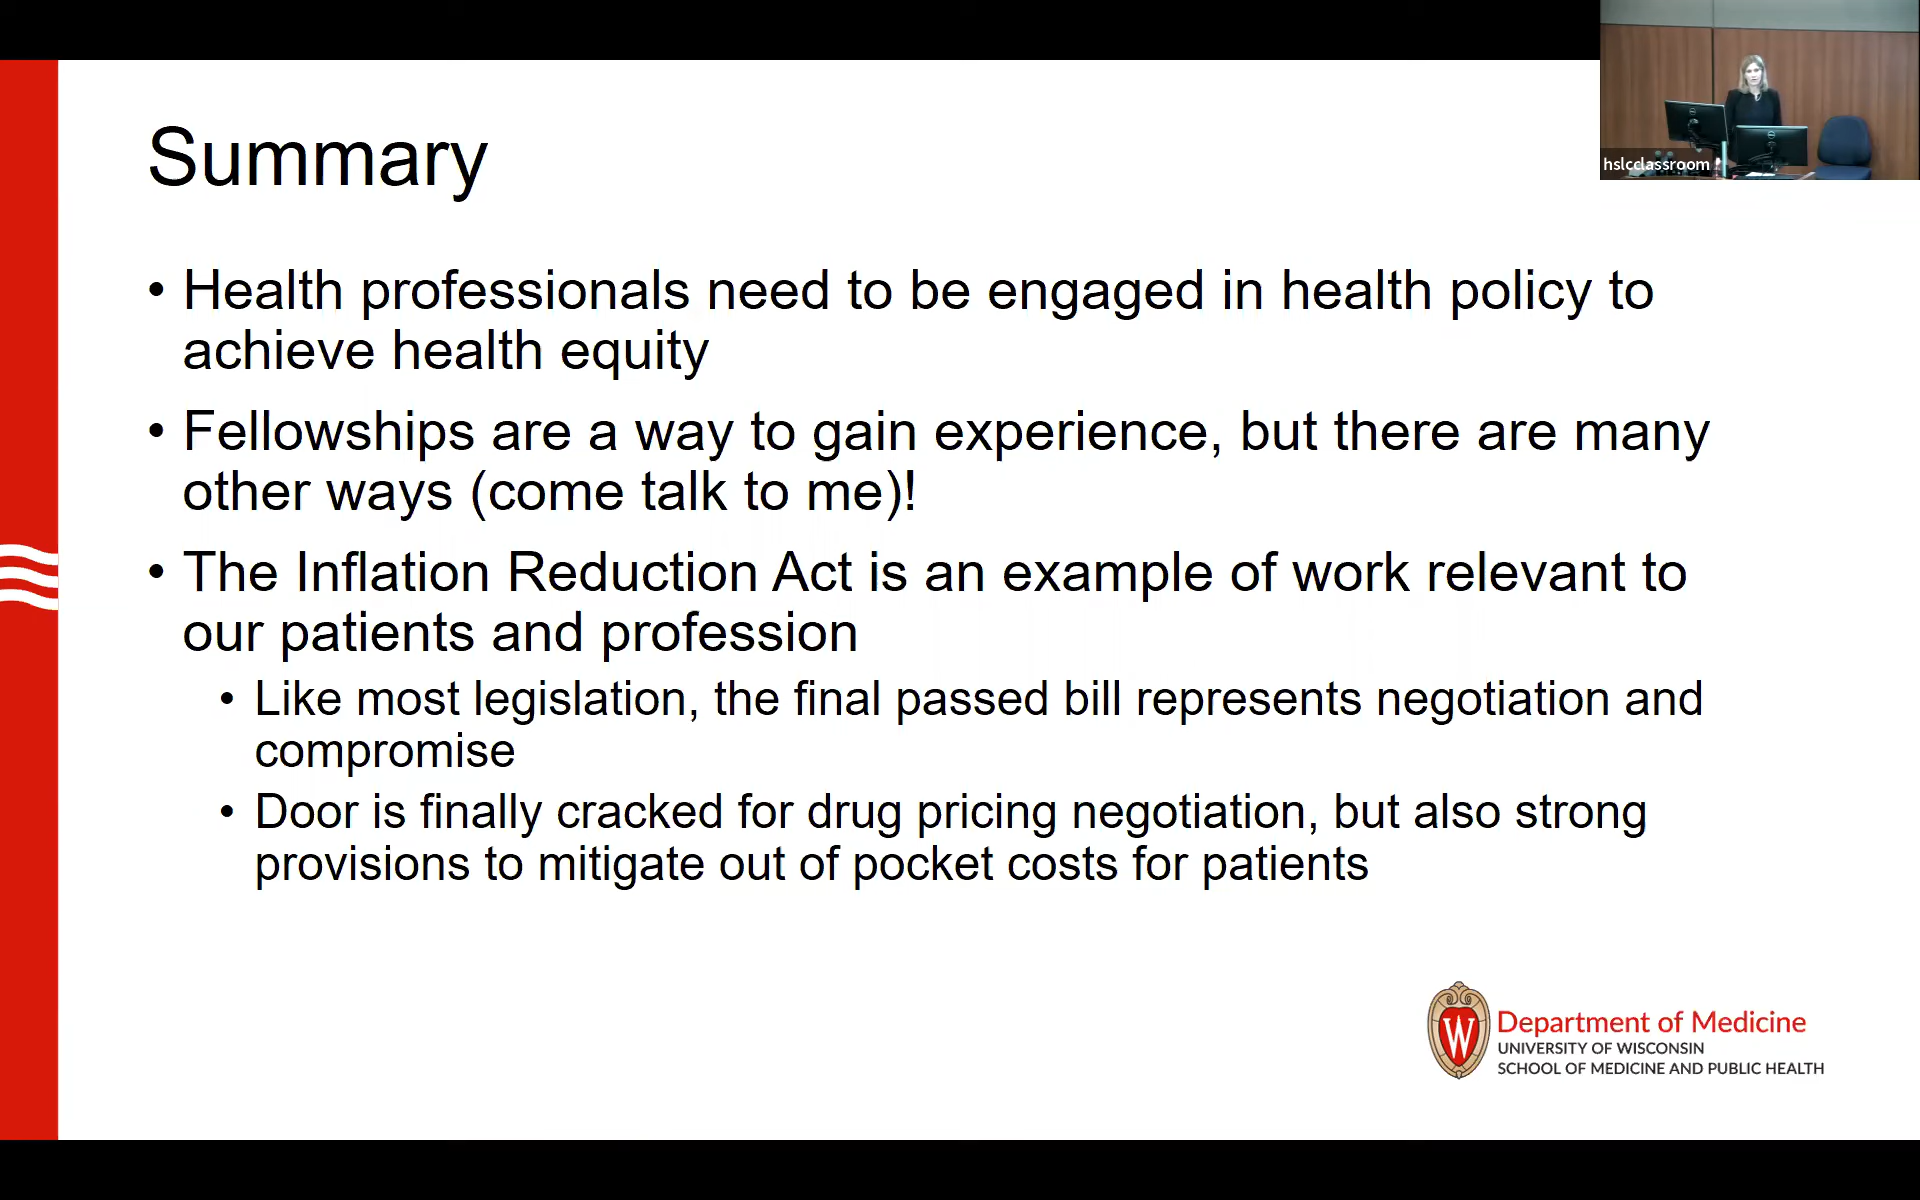 hslcclassroom
Summary
• Health professionals need to be engaged in health policy to
achieve health equity
• Fellowships are a way to gain experience, but there are many
other ways (come talk to me)!
• The Inflation Reduction Act is an example of work relevant to
our patients and profession
• Like most legislation, the final passed bill represents negotiation and
compromise
• Door is finally cracked for drug pricing negotiation, but also strong
provisions to mitigate out of pocket costs for patients
W
Department of Medicine
UNIVERSITY OF WISCONSIN
SCHOOL OF MEDICINE AND PUBLIC HEALTH